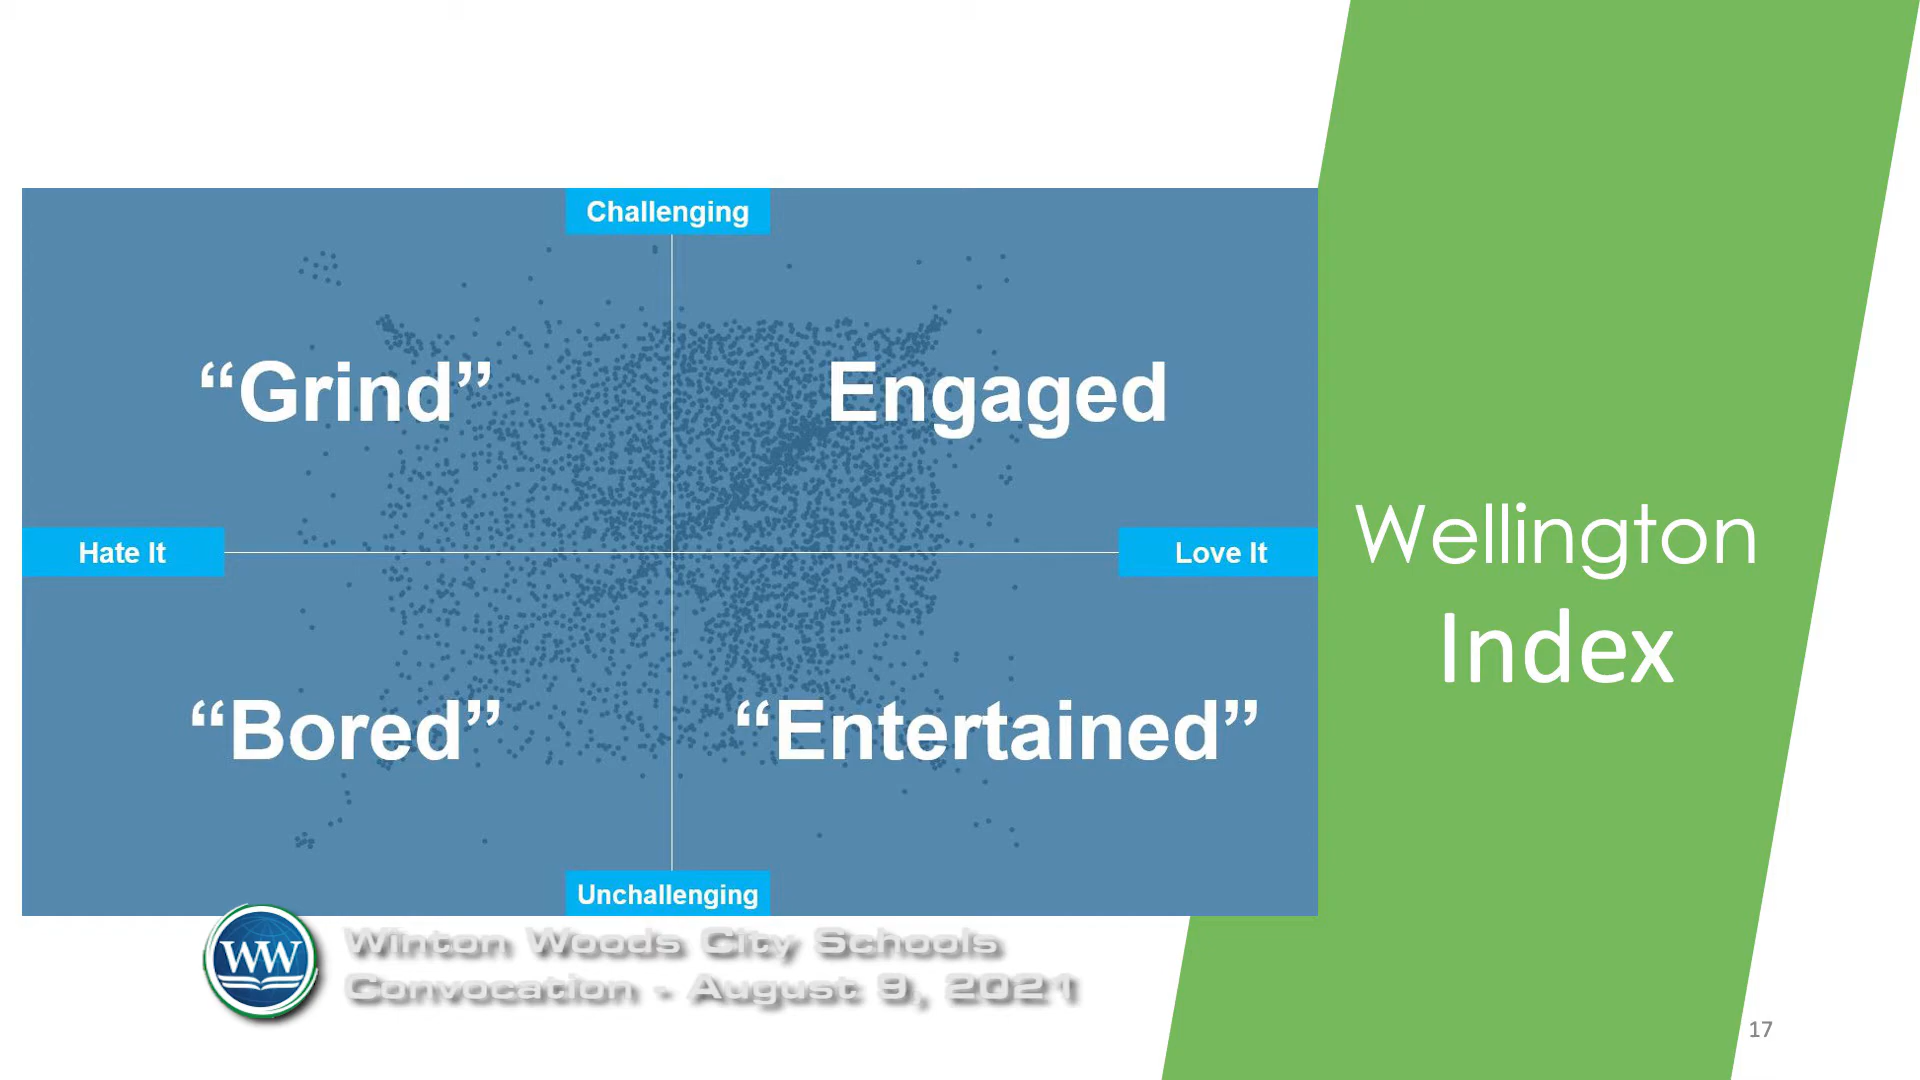 Challenging
“Grind”
Engaged
Hate It
Love It
“Bored”
“Entertained”
Unchallenging
Wellington
Index
WW
Winton Woods City Schools
Convocation - August 9, 2021
17